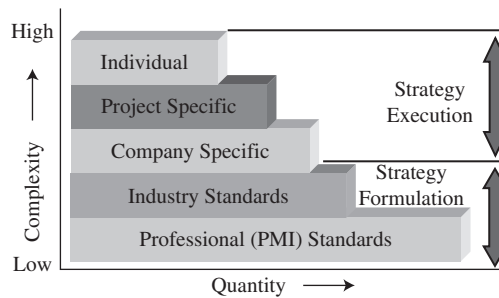 High
Individual
Project Specific
Company Specific
Industry Standards
Professional (PMI) Standards
Strategy
Execution
Strategy
Formulation
Complexity
Low
Quantity